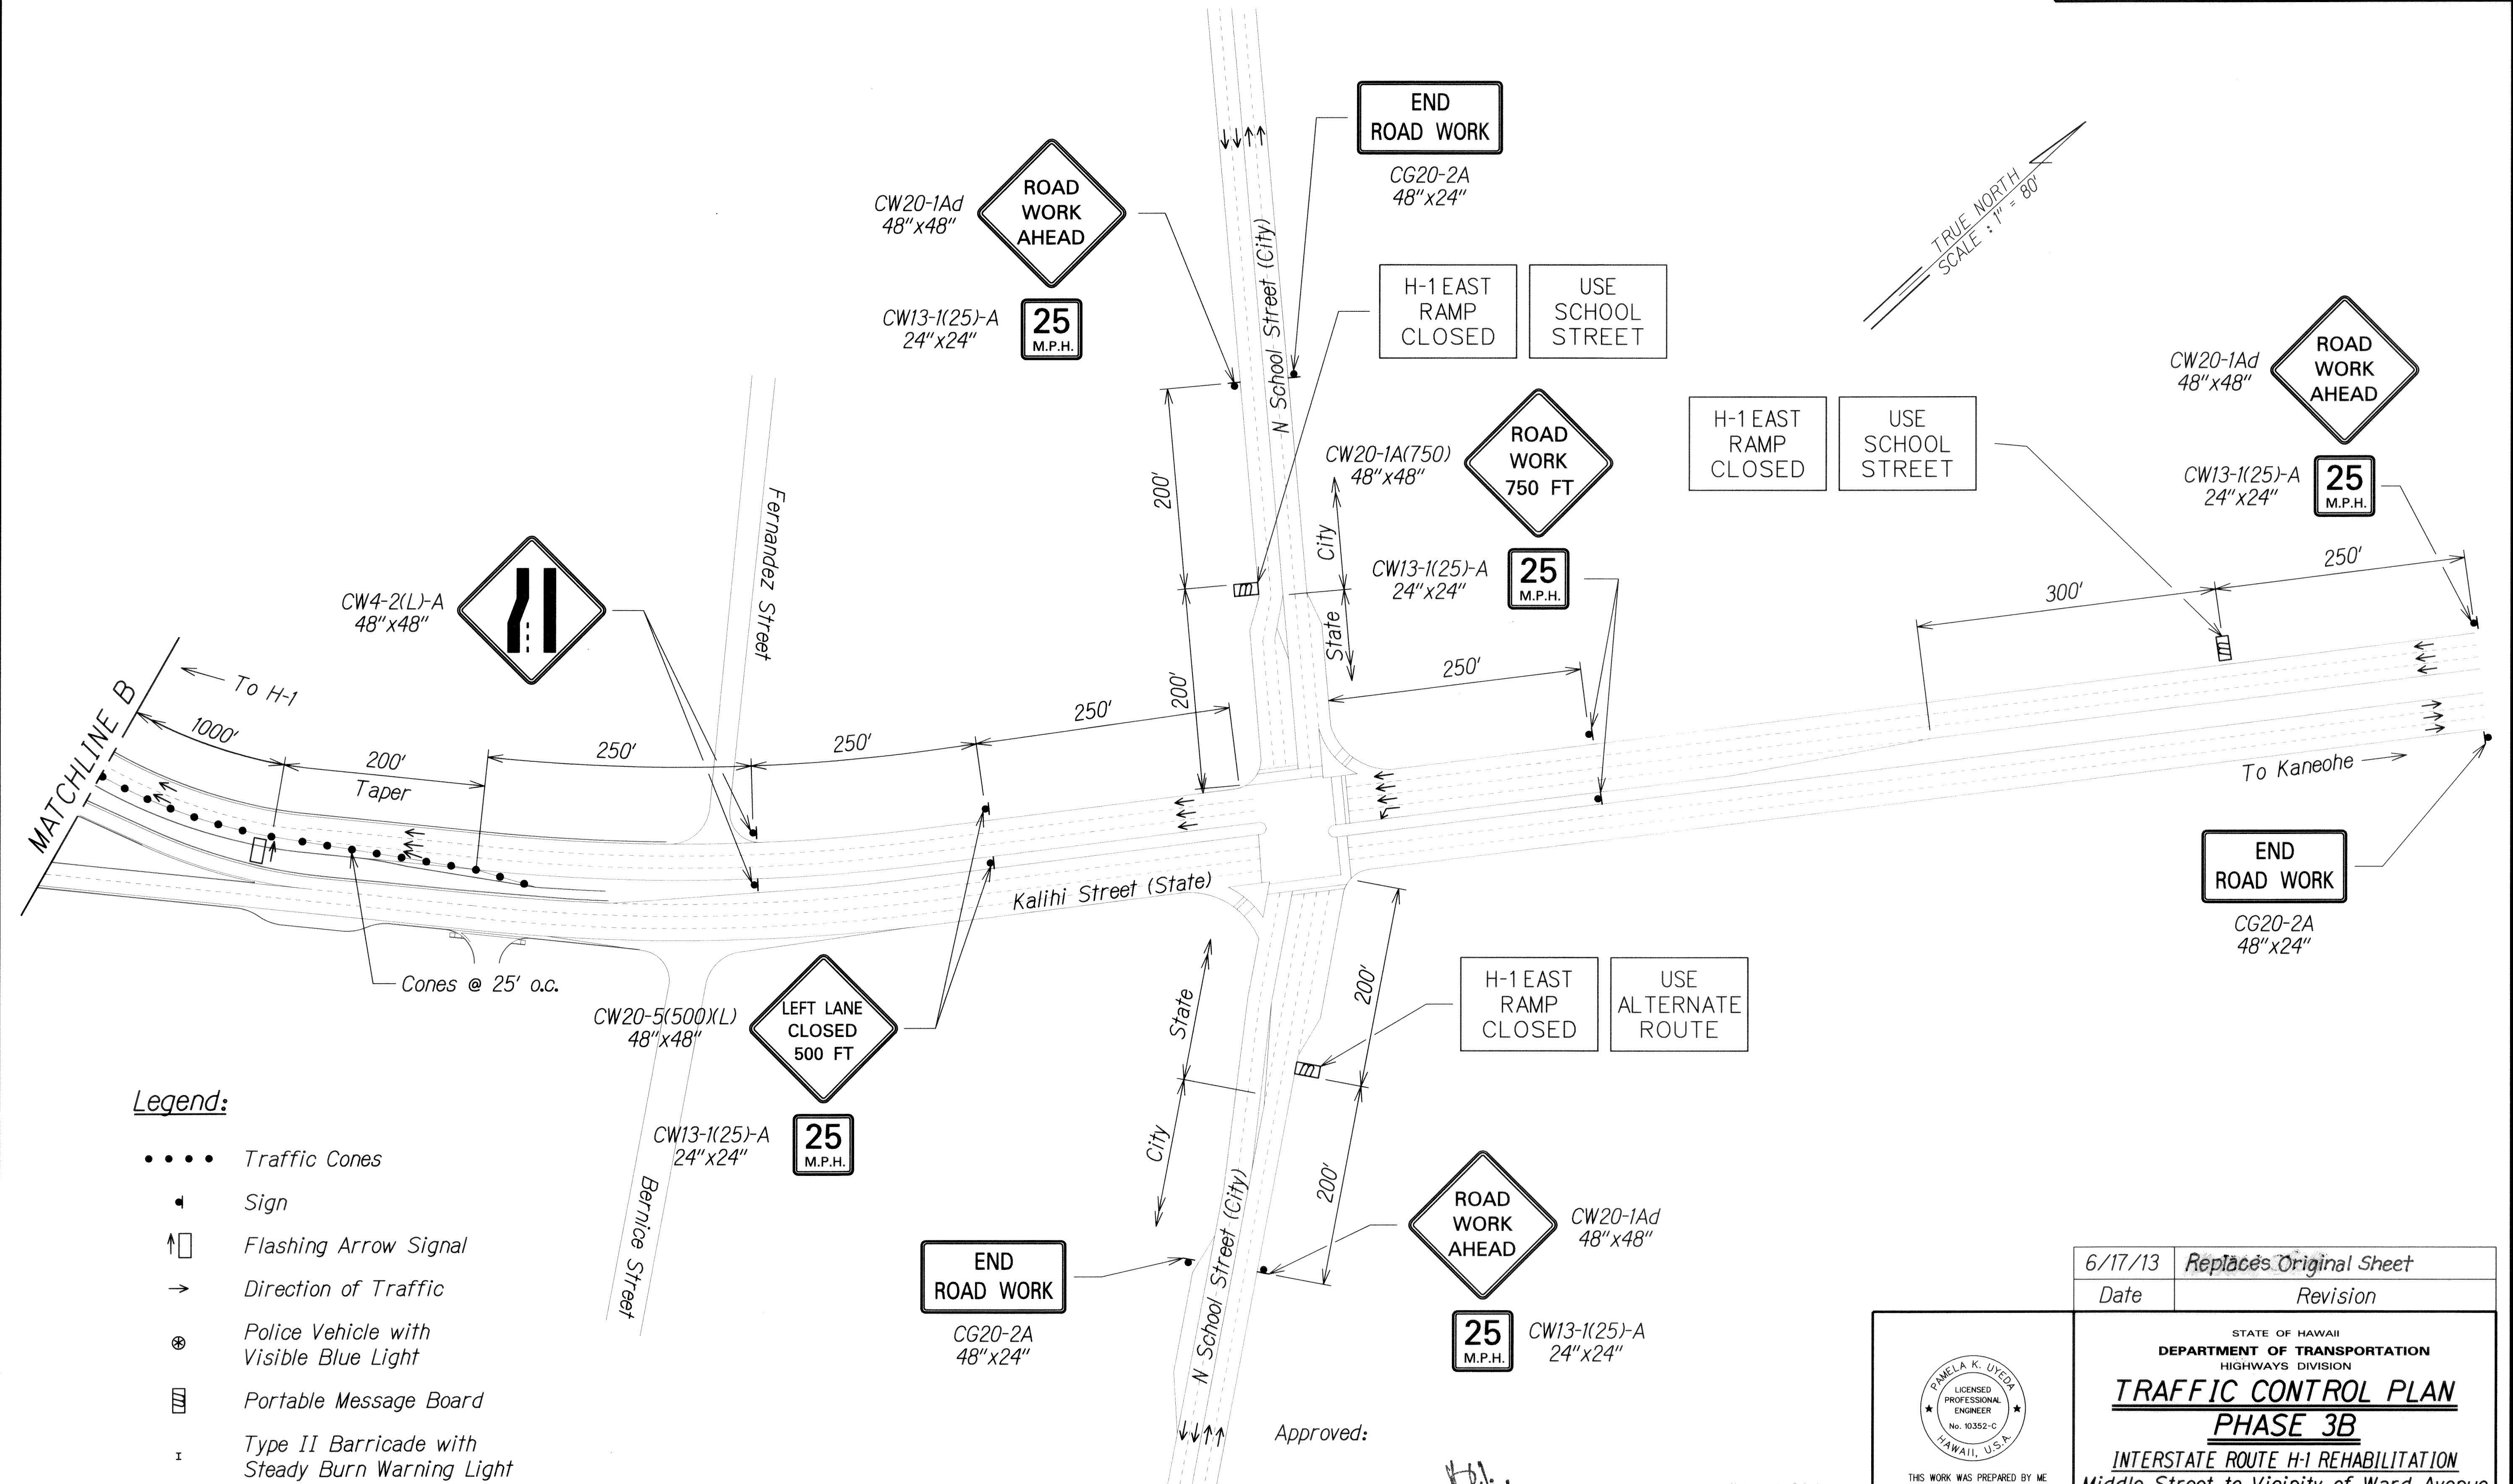 END
ROAD WORK
CG20-2A
48"x24"
ROAD
WORK
AHEAD
CW20-1Ad
48"x48"
25
M.P.H.
CW13-1(25)-A
24"x24"
N School Street (City)
H-1 EAST
RAMP
CLOSED
USE
SCHOOL
STREET
TRUE NORTH
SCALE : 1" = 80'
ROAD
WORK
AHEAD
CW20-1Ad
48"x48"
CW13-1(25)-A
24"x24"
25
M.P.H.
H-1 EAST
RAMP
CLOSED
USE
SCHOOL
STREET
CW20-1A(750)
48"x48"
ROAD
WORK
750 FT
CW13-1(25)-A
24"x24"
25
M.P.H.
200'
200'
City
State
250'
300'
250'
Fernandez Street
CW4-2(L)-A
48"x48"
MATCHLINE B
To H-1
1000'
200'
Taper
250'
250'
250'
To Kaneohe
END
ROAD WORK
CG20-2A
48"x24"
Kalihi Street (State)
Cones @ 25' o.c.
CW20-5(500)(L)
48"x48"
LEFT LANE
CLOSED
500 FT
CW13-1(25)-A
24"x24"
25
M.P.H.
State
City
200'
200'
H-1 EAST
RAMP
CLOSED
USE
ALTERNATE
ROUTE
Bernice Street
N School Street (City)
ROAD
WORK
AHEAD
CW20-1Ad
48"x48"
25
M.P.H.
CW13-1(25)-A
24"x24"
END
ROAD WORK
CG20-2A
48"x24"
Legend:
Traffic Cones
Sign
Flashing Arrow Signal
Direction of Traffic
Police Vehicle with
Visible Blue Light
Portable Message Board
Type II Barricade with
Steady Burn Warning Light
Approved:
6/17/13 Replaces Original Sheet
Date Revision
PAMELA K. UYEDA
LICENSED
PROFESSIONAL
ENGINEER
No. 10352-C
HAWAII, U.S.A.
THIS WORK WAS PREPARED BY ME
STATE OF HAWAII
DEPARTMENT OF TRANSPORTATION
HIGHWAYS DIVISION
TRAFFIC CONTROL PLAN
PHASE 3B
INTERSTATE ROUTE H-1 REHABILITATION
Middle Street to Vicinity of Ward Avenue